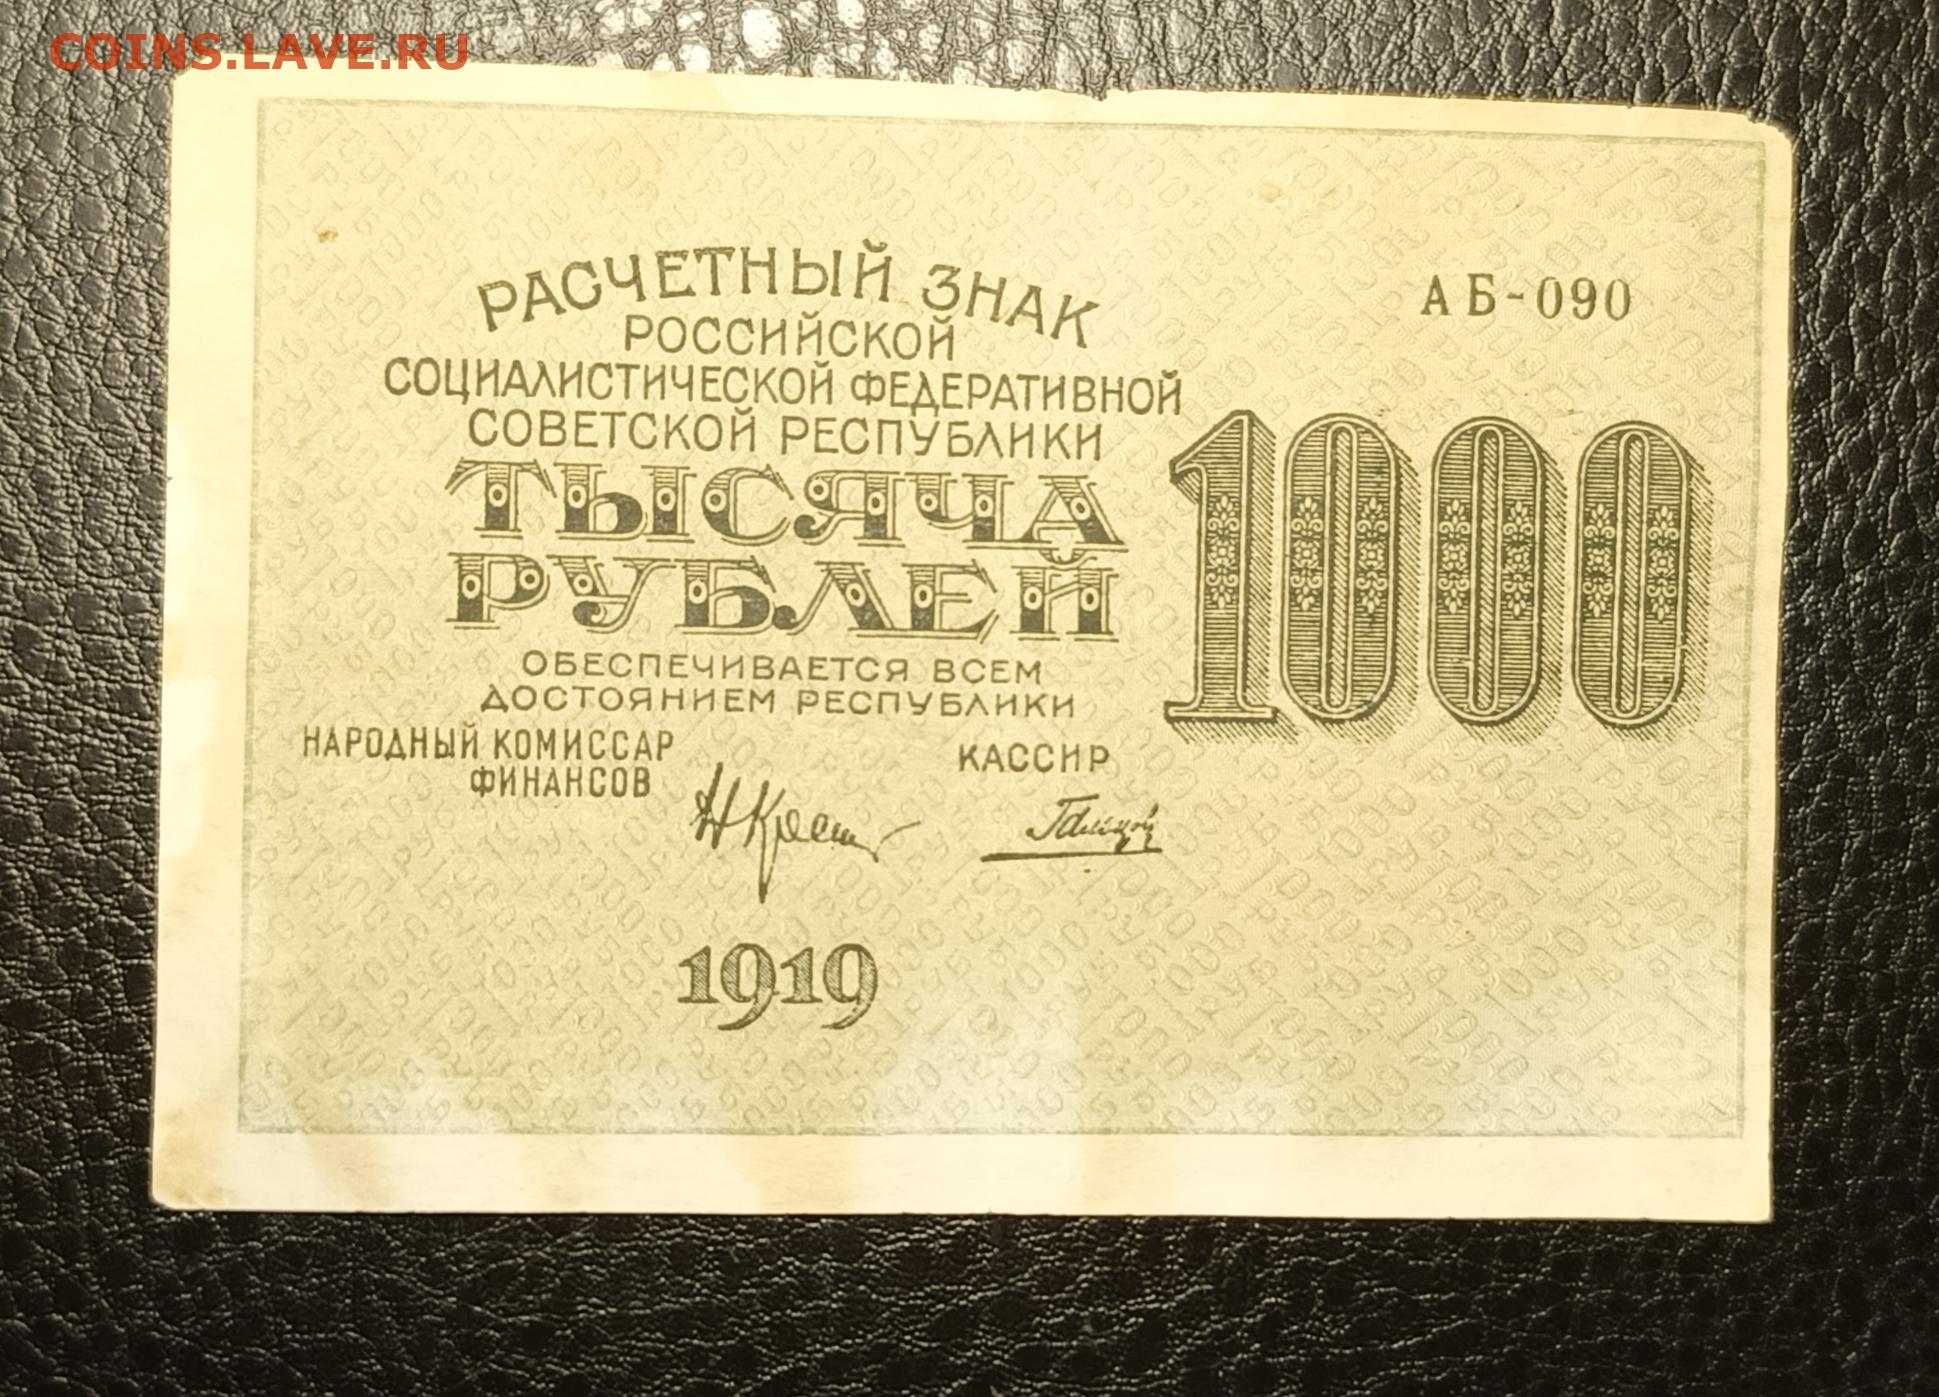 COINS.LAVE.RU
РАСЧЕТНЫЙ ЗНАК
РОССИЙСКОЙ
СОЦИАЛИСТИЧЕСКОЙ ФЕДЕРАТИВНОЙ
СОВЕТСКОЙ РЕСПУБЛИКИ
АБ-090
ТЫСЯЧА
РУБЛЕЙ
1000
ОБЕСПЕЧИВАЕТСЯ ВСЕМ
ДОСТОЯНИЕМ РЕСПУБЛИКИ
НАРОДНЫЙ КОМИССАР
ФИНАНСОВ
КАССИР
1919